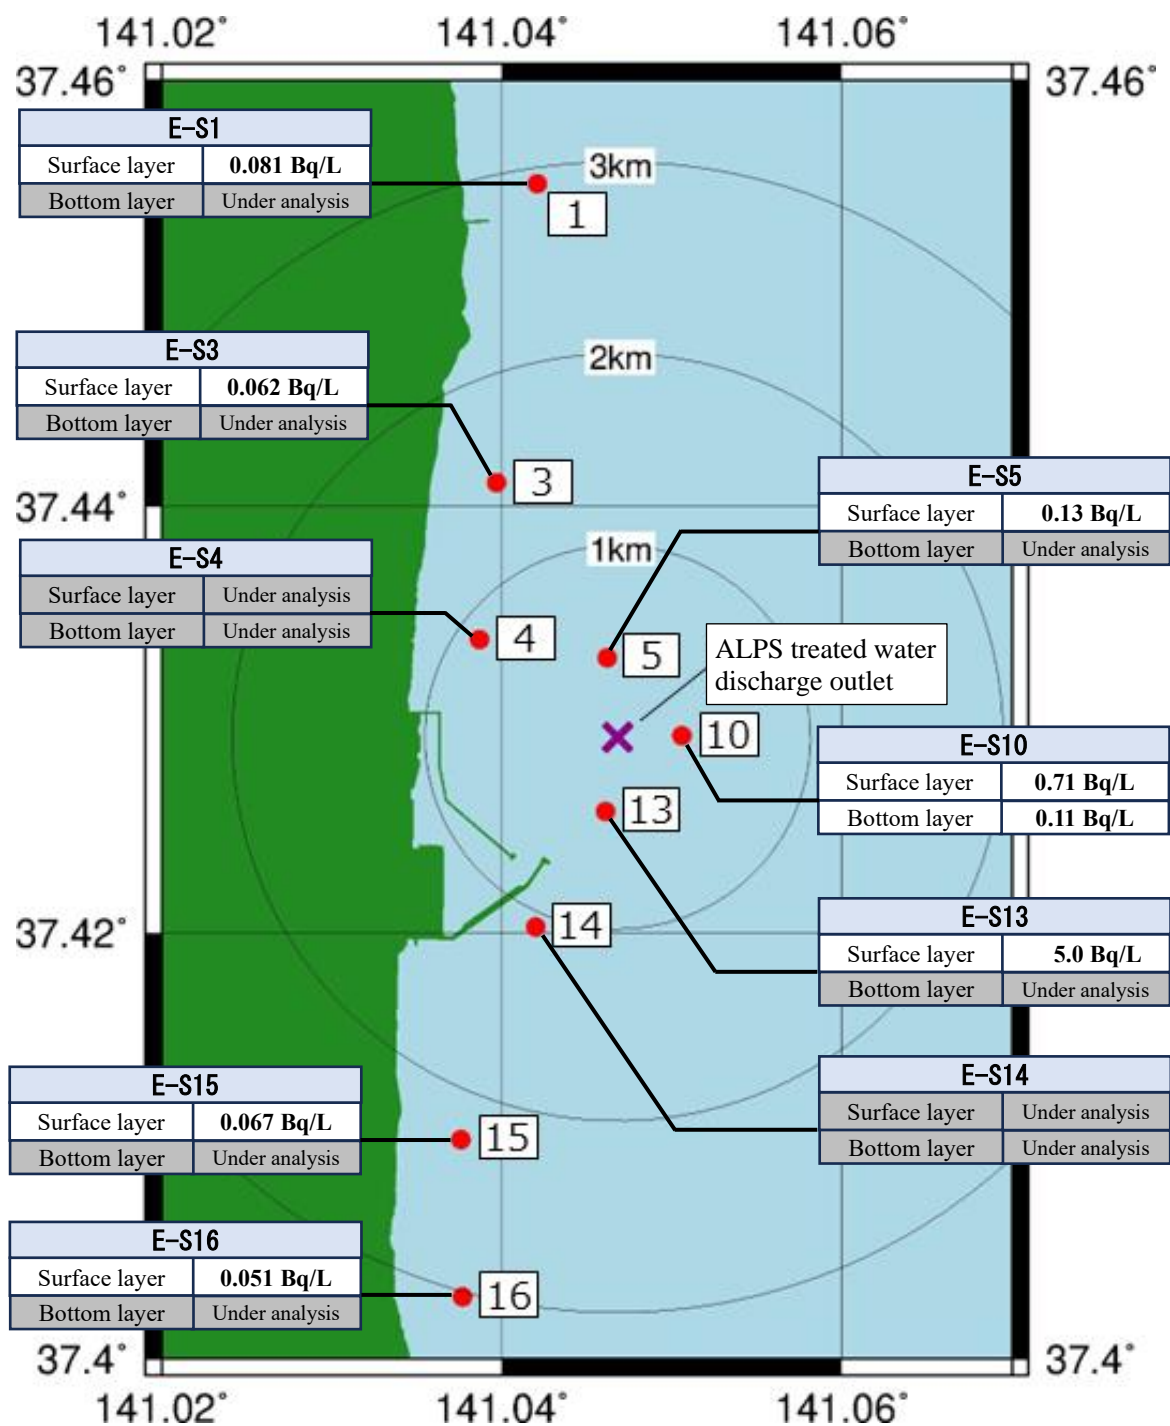 141.02° 141.04° 141.06°
37.46° 37.46°
E-S1
Surface layer 0.081 Bq/L
Bottom layer Under analysis
3km
1
E-S3
Surface layer 0.062 Bq/L
Bottom layer Under analysis
2km
3
37.44° 37.44°
E-S5
Surface layer 0.13 Bq/L
Bottom layer Under analysis
1km
E-S4
Surface layer Under analysis
Bottom layer Under analysis
4
5
ALPS treated water
discharge outlet
10
E-S10
Surface layer 0.71 Bq/L
Bottom layer 0.11 Bq/L
13
E-S13
Surface layer 5.0 Bq/L
Bottom layer Under analysis
14
37.42° 37.42°
E-S14
Surface layer Under analysis
Bottom layer Under analysis
E-S15
Surface layer 0.067 Bq/L
Bottom layer Under analysis
15
E-S16
Surface layer 0.051 Bq/L
Bottom layer Under analysis
16
37.4° 37.4°
141.02° 141.04° 141.06°